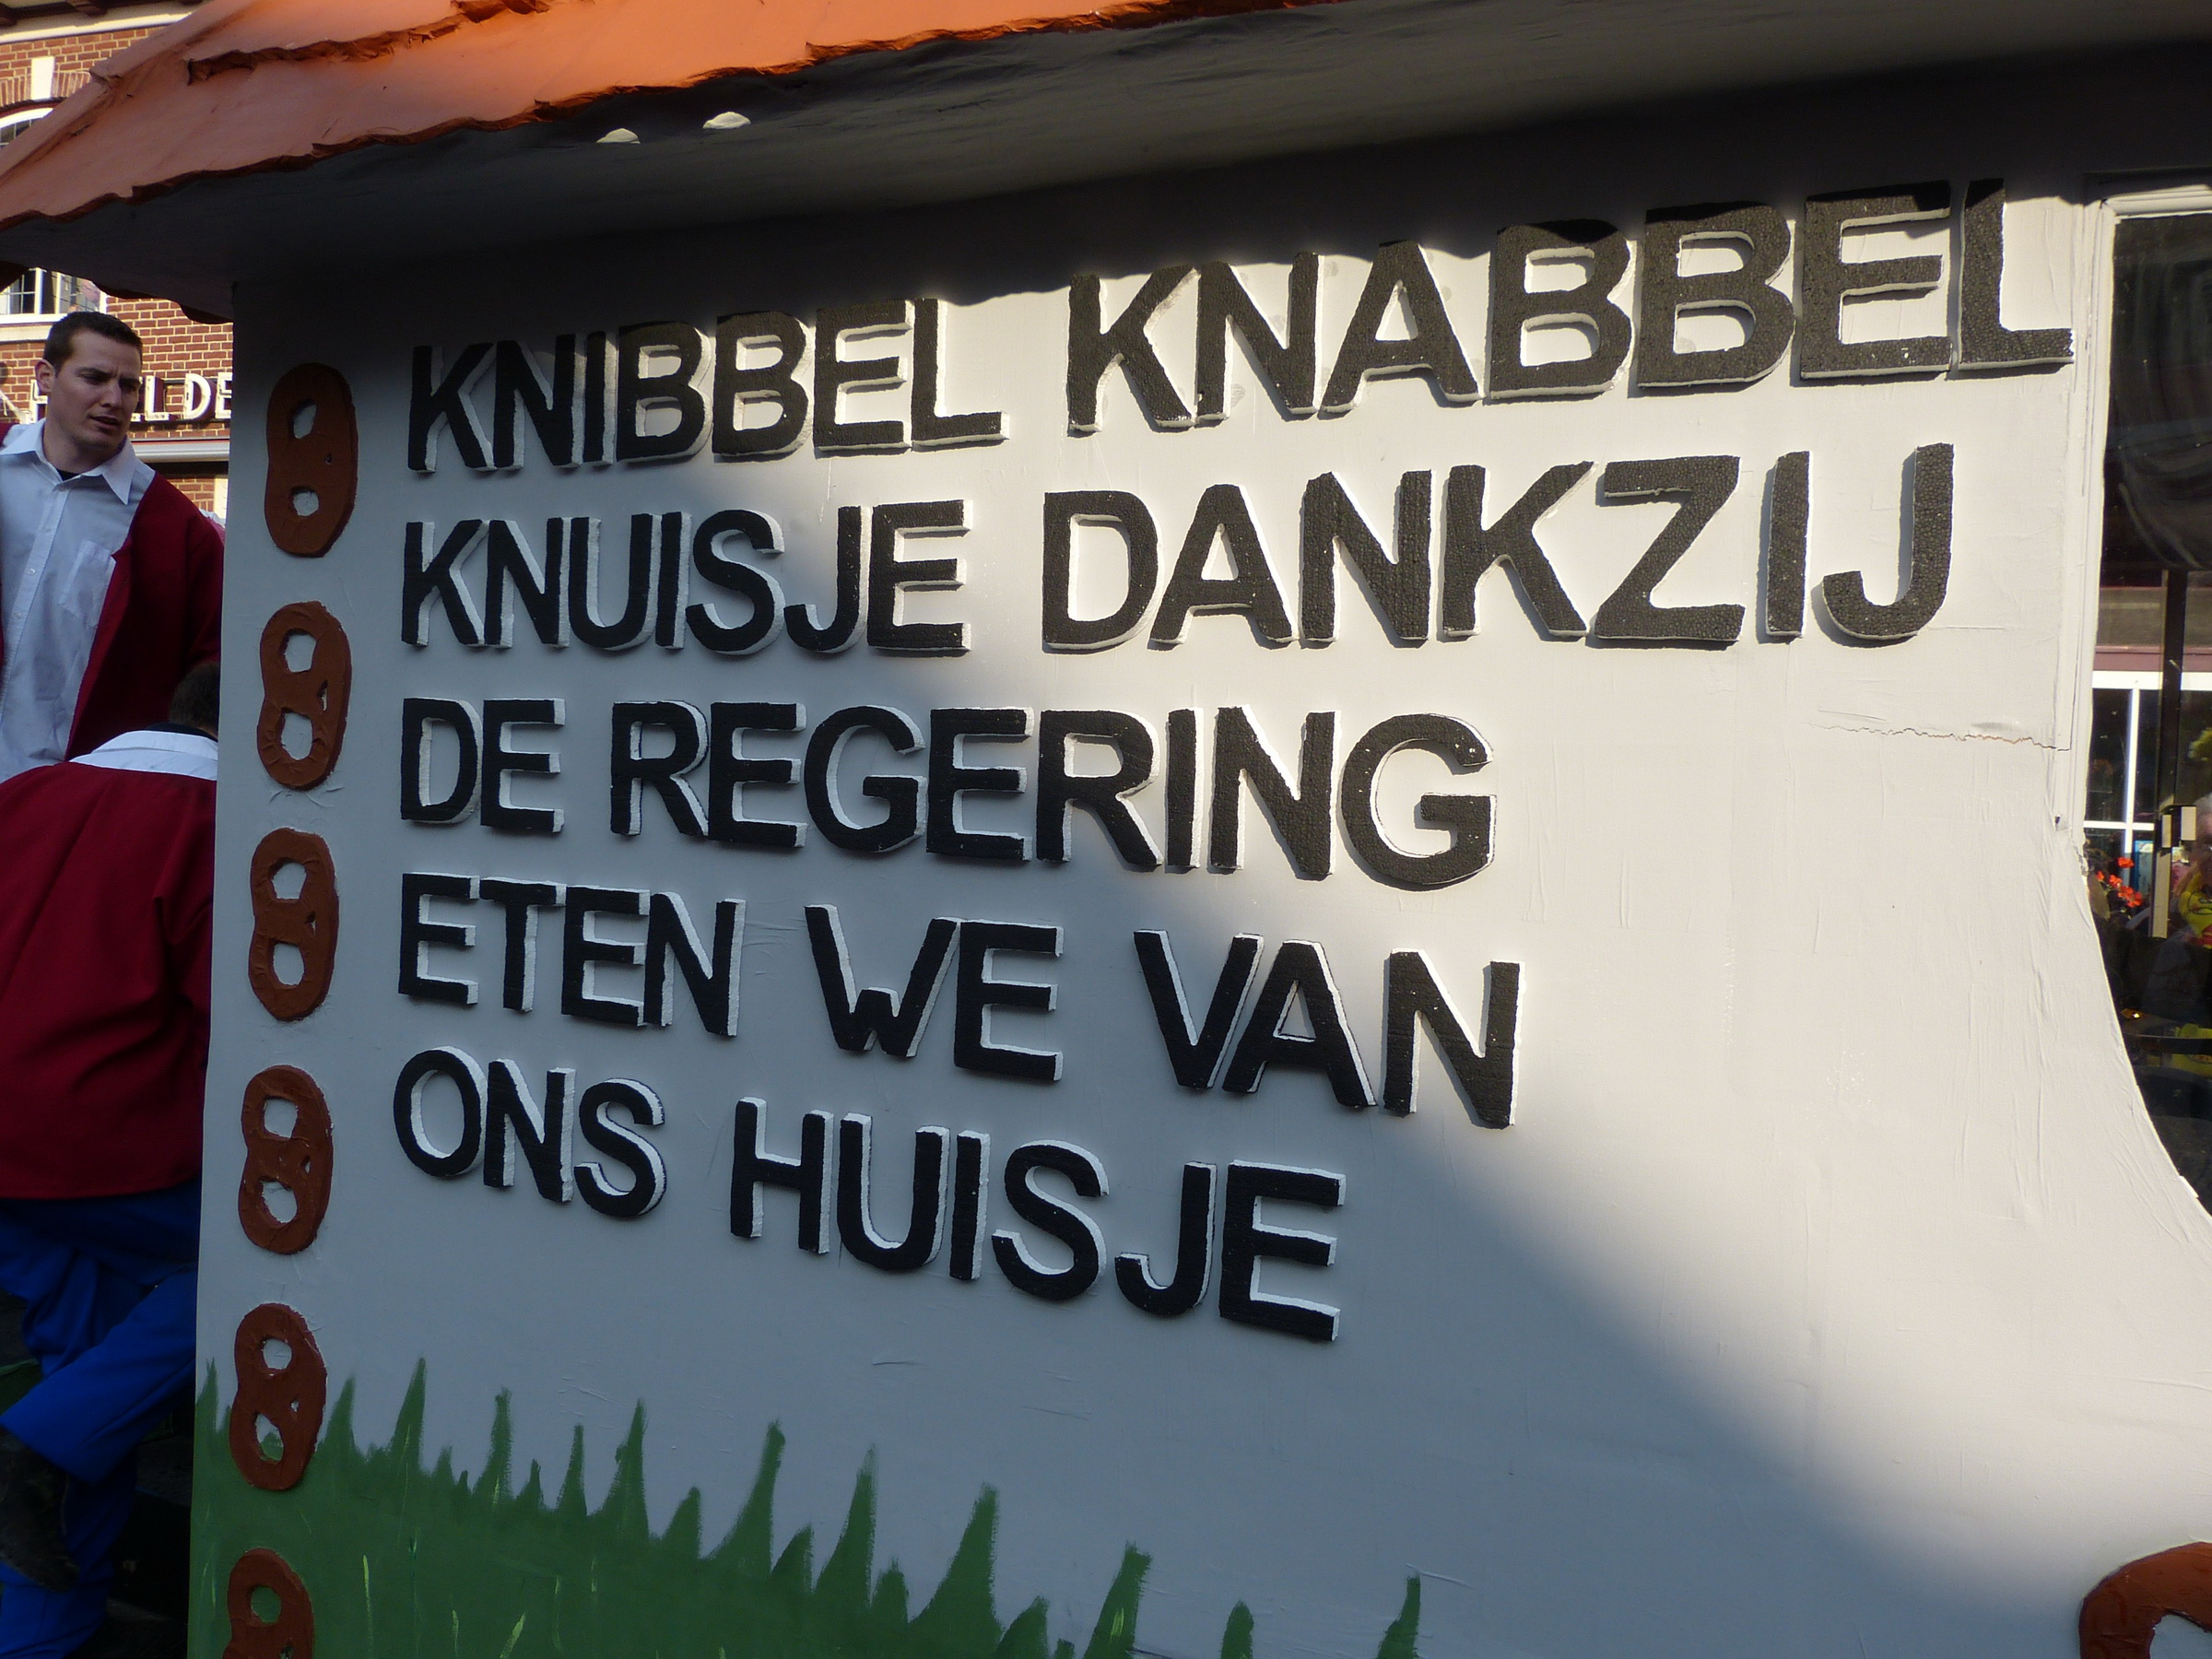 KNIBBEL KNABBEL
KNUISJE DANKZIJ
DE REGERING
ETEN WE VAN
ONS HUISJE